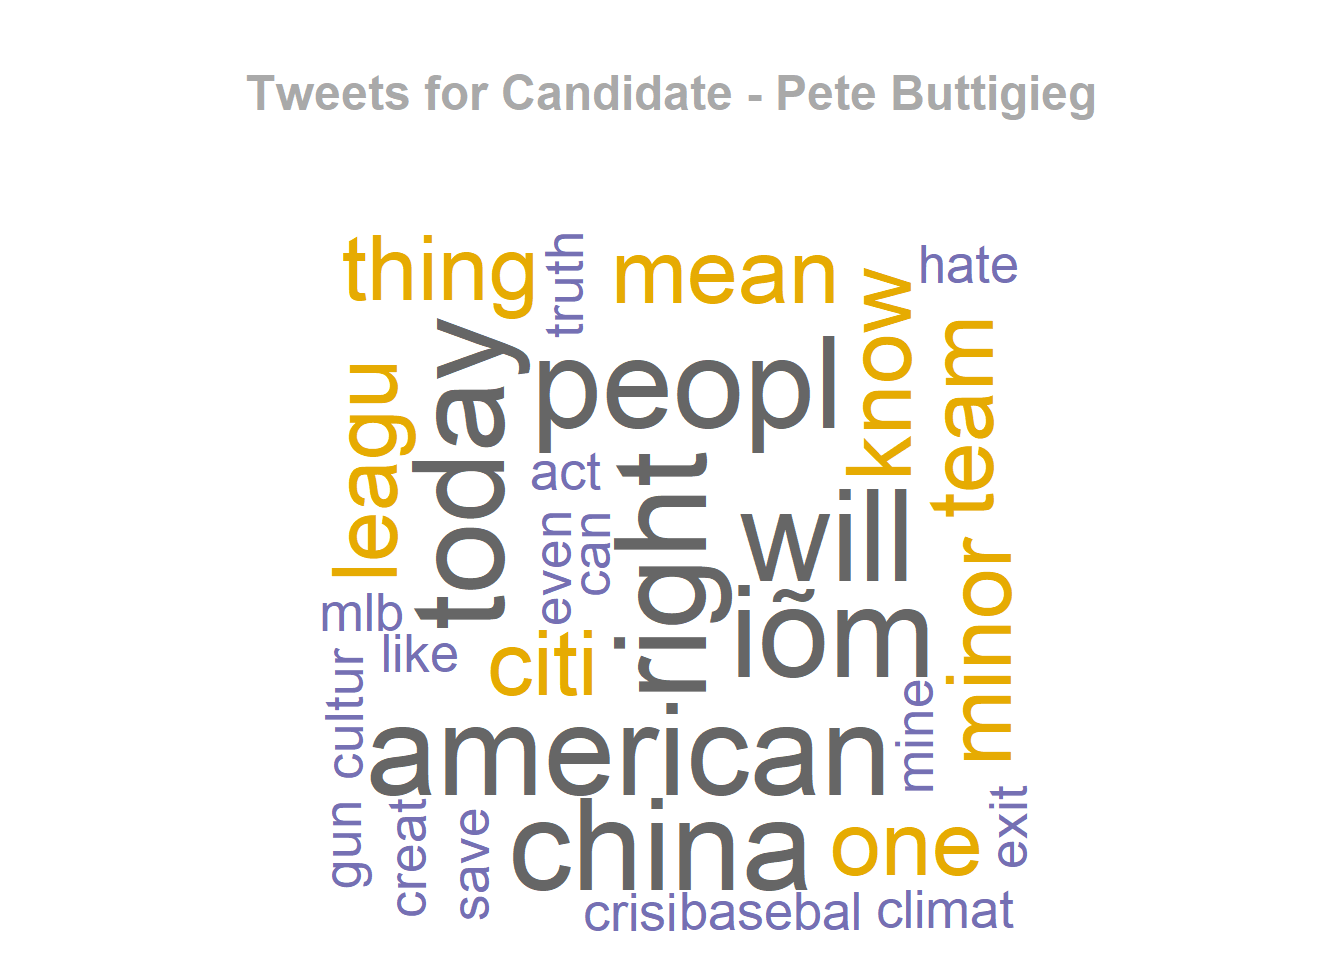 Tweets for Candidate - Pete Buttigieg
thing
truth
mean
hate
know
team
leagu
today
peopl
act
right
will
even
can
iõm
mlb
like
citi
minor
cultur
american
mine
gun
creat
save
china
one
exit
crisi
basebal
climat